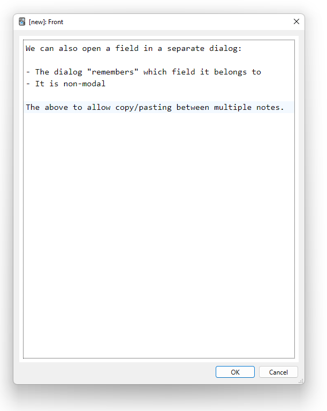 [new]: Front
We can also open a field in a separate dialog:
- The dialog "remembers" which field it belongs to
- It is non-modal
The above to allow copy/pasting between multiple notes.
OK
Cancel